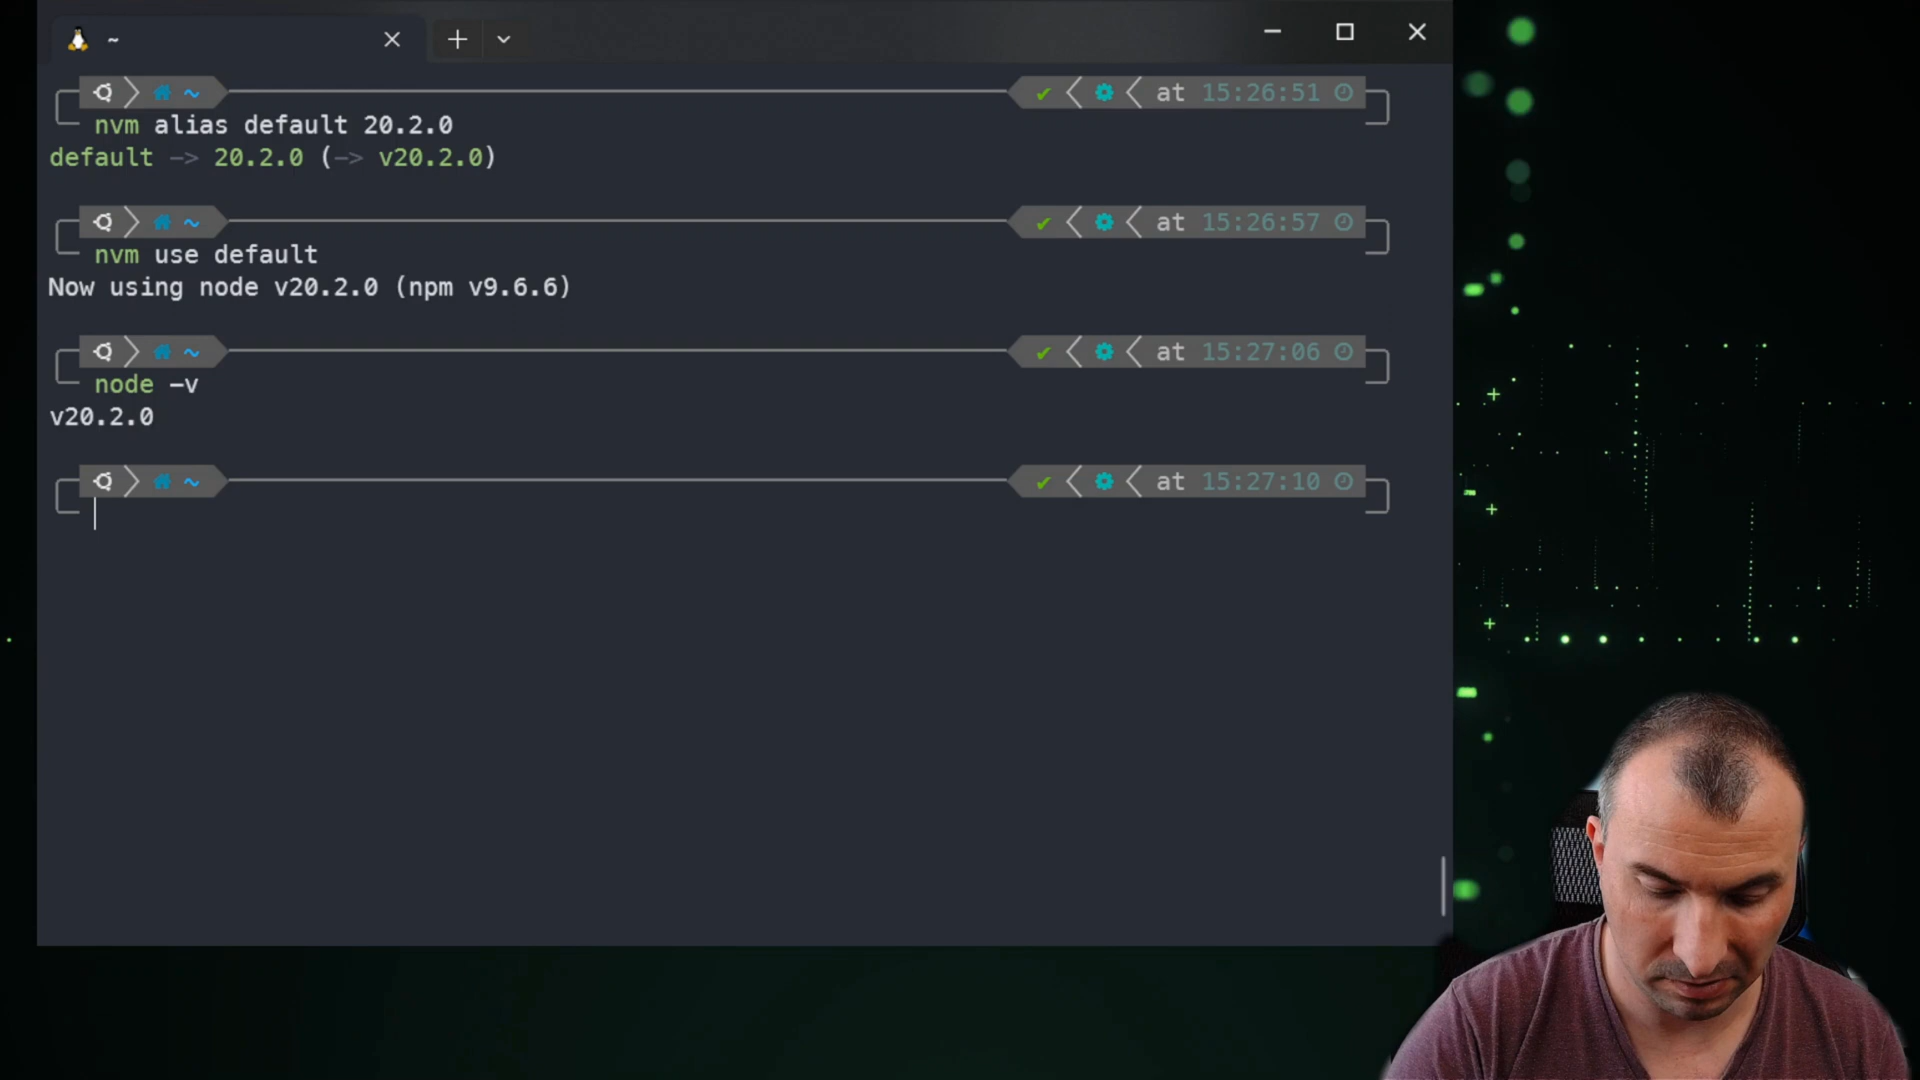 ~
~ at 15:26:51
nvm alias default 20.2.0
default -> 20.2.0 (-> v20.2.0)
~ at 15:26:57
nvm use default
Now using node v20.2.0 (npm v9.6.6)
~ at 15:27:06
node -v
v20.2.0
~ at 15:27:10